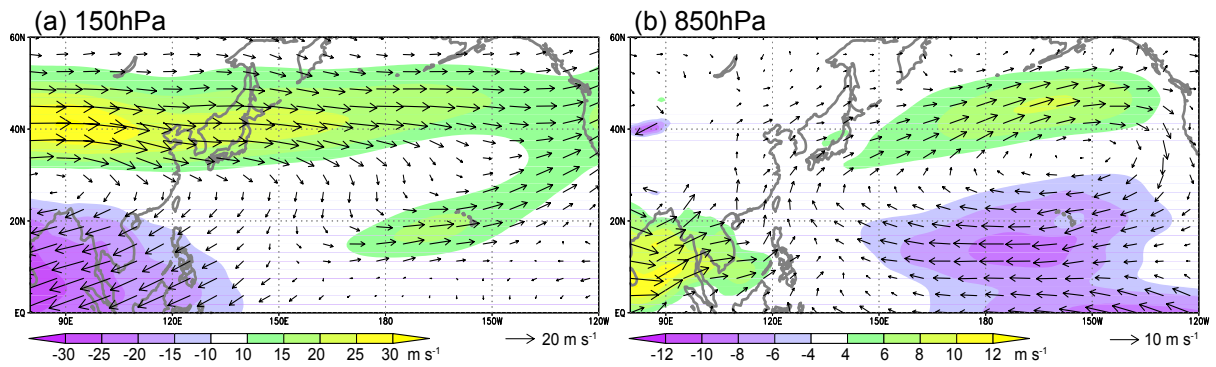 (a) 150hPa
60N
40N
20N
EQ
90E 120E 150E 180 150W 120W
-30 -25 -20 -15 -10 10 15 20 25 30 m s⁻¹
20 m s⁻¹
(b) 850hPa
60N
40N
20N
EQ
90E 120E 150E 180 150W 120W
-12 -10 -8 -6 -4 4 6 8 10 12 m s⁻¹
10 m s⁻¹